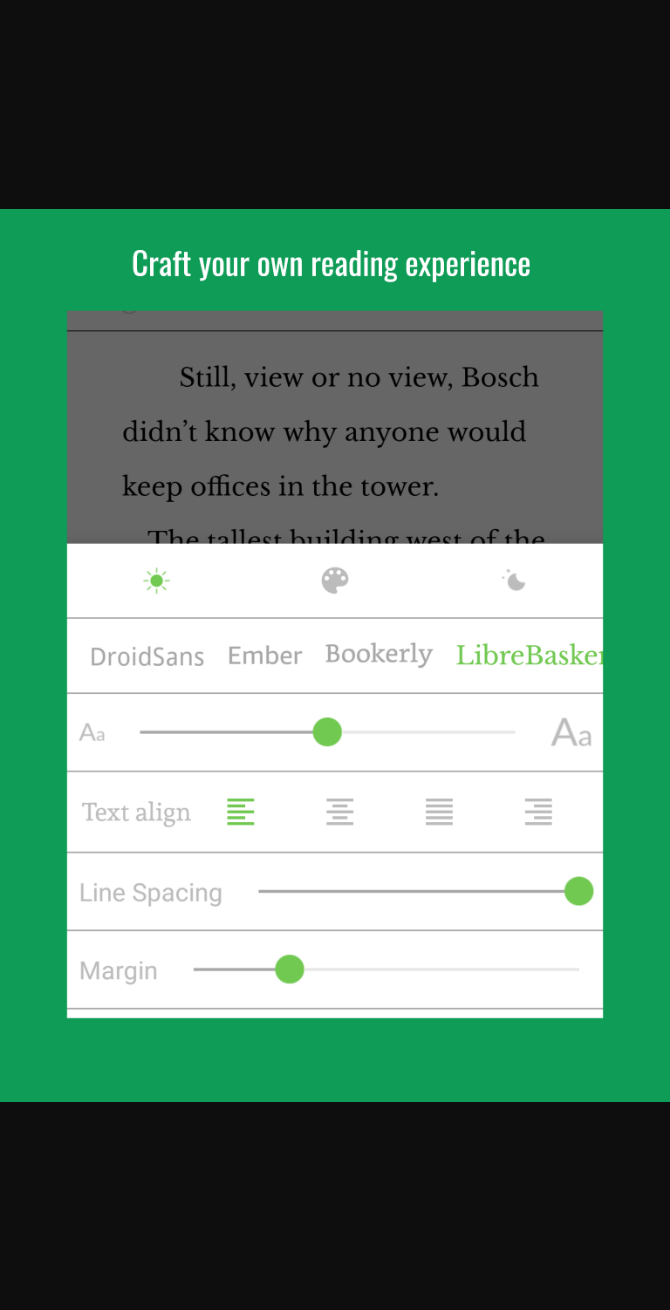 Craft your own reading experience
Still, view or no view, Bosch
didn't know why anyone would
keep offices in the tower.
The tallest building west of the
DroidSans Ember Bookerly LibreBasker
Aa Aa
Text align
Line Spacing
Margin